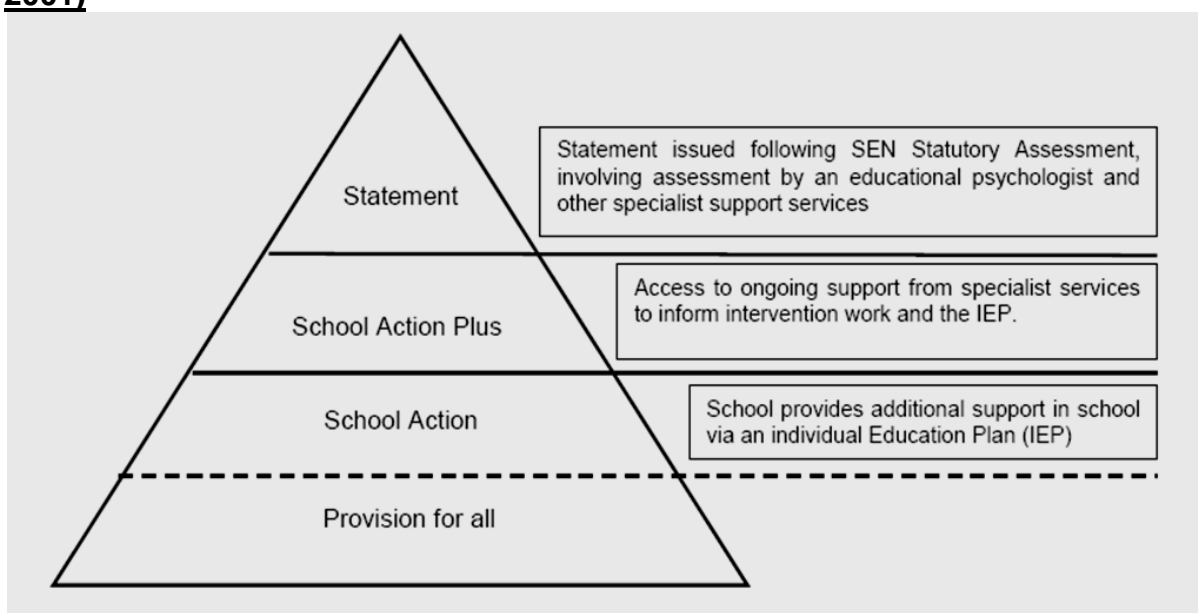 2001)
Statement issued following SEN Statutory Assessment,
involving assessment by an educational psychologist and
other specialist support services
Statement
Access to ongoing support from specialist services
to inform intervention work and the IEP.
School Action Plus
School provides additional support in school
via an individual Education Plan (IEP)
School Action
Provision for all